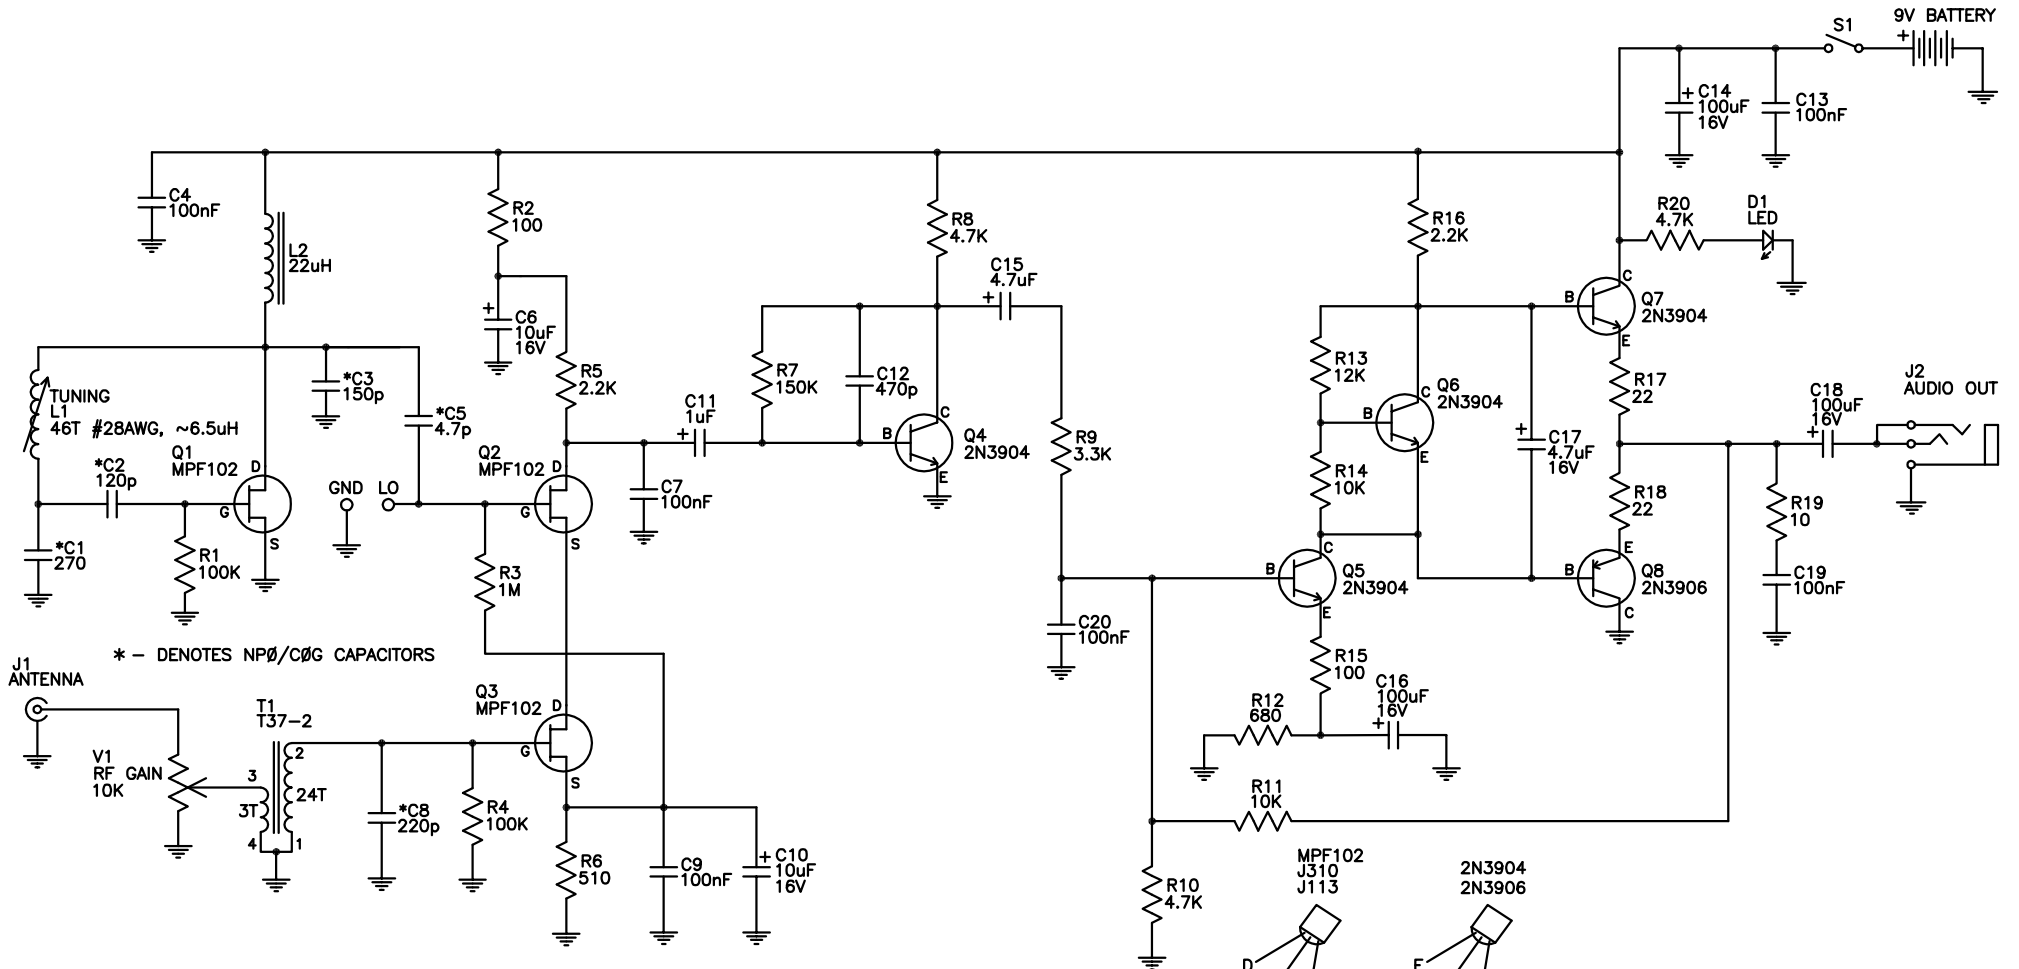 9V BATTERY
S1
+
+ C14
100uF
16V
C13
100nF
C4
100nF
R2
100
R8
4.7K
R16
2.2K
R20
4.7K
D1
LED
L2
22uH
C15
4.7uF
+
+
C6
10uF
16V
C
B
Q7
2N3904
E
TUNING
L1
46T #28AWG, ~6.5uH
*C3
150p
*C5
4.7p
R5
2.2K
C11
1uF
+
R7
150K
C12
470p
R13
12K
C
Q6
2N3904
B
E
R17
22
J2
AUDIO OUT
C18
100uF
16V
+
Q1
MPF102
D
G
S
*C2
120p
Q2
MPF102
D
G
S
C
B
Q4
2N3904
E
R9
3.3K
R14
10K
+
C17
4.7uF
16V
R18
22
R19
10
GND
LO
C7
100nF
*C1
270
R1
100K
R3
1M
C
B
Q5
2N3904
E
E
B
Q8
2N3906
C
C19
100nF
C20
100nF
* - DENOTES NPØ/CØG CAPACITORS
J1
ANTENNA
R15
100
T1
T37-2
Q3
MPF102
D
G
S
R12
680
C16
100uF
16V
+
V1
RF GAIN
10K
3
2
3T
24T
4
1
*C8
220p
R4
100K
R11
10K
R6
510
C9
100nF
+ C10
10uF
16V
R10
4.7K
MPF102
J310
J113
2N3904
2N3906
D
E